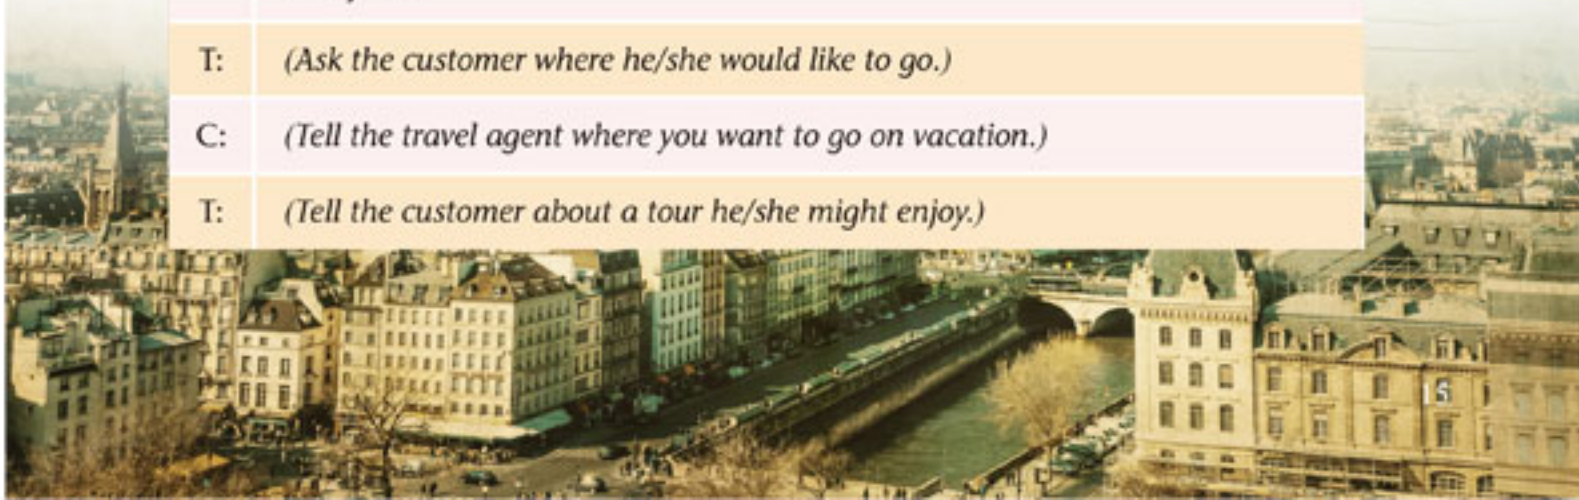 T: (Ask the customer where he/she would like to go.)
C: (Tell the travel agent where you want to go on vacation.)
T: (Tell the customer about a tour he/she might enjoy.)
15